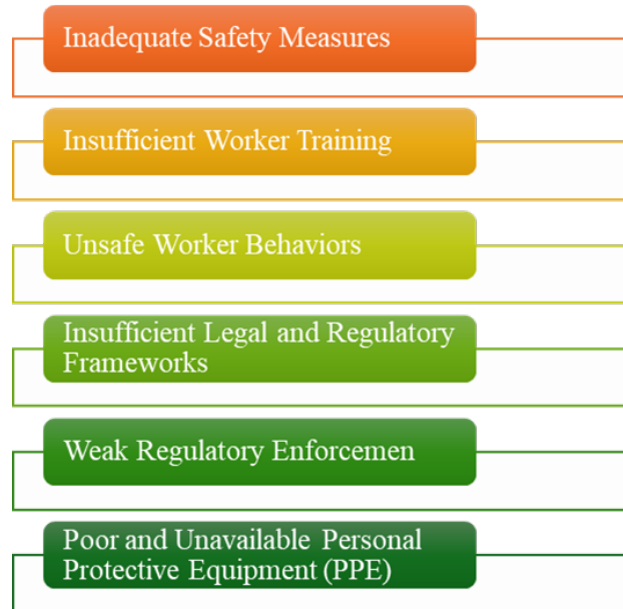 Inadequate Safety Measures
Insufficient Worker Training
Unsafe Worker Behaviors
Insufficient Legal and Regulatory
Frameworks
Weak Regulatory Enforcemen
Poor and Unavailable Personal
Protective Equipment (PPE)